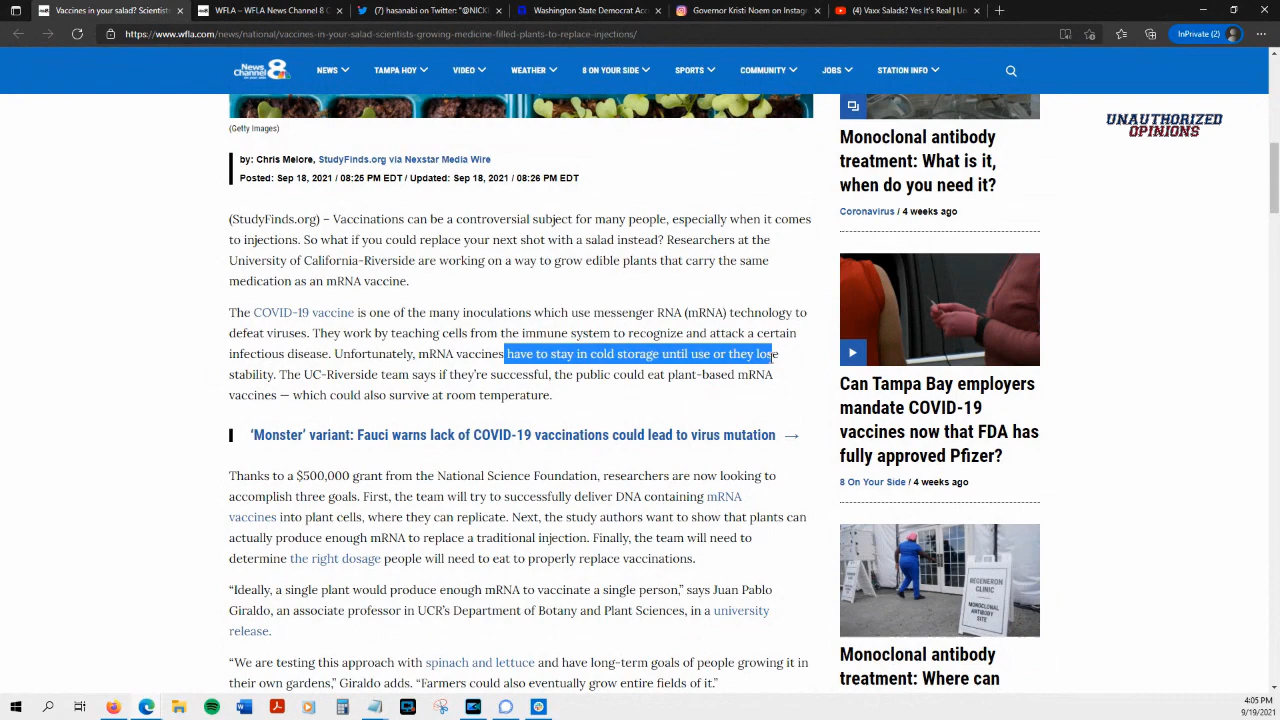 Vaccines in your salad? Scientis
WFLA – WFLA News Channel 8 C
(2) hasanabi on Twitter: "@NICKI
Washington State Democrat Acc
Governor Kristi Noem on Instag
(4) Vaxx Salads? Yes It's Real | Un
https://www.wfla.com/news/national/vaccines-in-your-salad-scientists-growing-medicine-filled-plants-to-replace-injections/
InPrivate (2)
News Channel 8
NEWS
TAMPA HOY
VIDEO
WEATHER
8 ON YOUR SIDE
SPORTS
COMMUNITY
JOBS
STATION INFO
(Getty Images)
by: Chris Melore, StudyFinds.org via Nexstar Media Wire
Posted: Sep 18, 2021 / 08:25 PM EDT / Updated: Sep 18, 2021 / 08:26 PM EDT
(StudyFinds.org) – Vaccinations can be a controversial subject for many people, especially when it comes
to injections. So what if you could replace your next shot with a salad instead? Researchers at the
University of California-Riverside are working on a way to grow edible plants that carry the same
medication as an mRNA vaccine.
The COVID-19 vaccine is one of the many inoculations which use messenger RNA (mRNA) technology to
defeat viruses. They work by teaching cells from the immune system to recognize and attack a certain
infectious disease. Unfortunately, mRNA vaccines have to stay in cold storage until use or they lose
stability. The UC-Riverside team says if they're successful, the public could eat plant-based mRNA
vaccines — which could also survive at room temperature.
'Monster' variant: Fauci warns lack of COVID-19 vaccinations could lead to virus mutation →
Thanks to a $500,000 grant from the National Science Foundation, researchers are now looking to
accomplish three goals. First, the team will try to successfully deliver DNA containing mRNA
vaccines into plant cells, where they can replicate. Next, the study authors want to show that plants can
actually produce enough mRNA to replace a traditional injection. Finally, the team will need to
determine the right dosage people will need to eat to properly replace vaccinations.
“Ideally, a single plant would produce enough mRNA to vaccinate a single person,” says Juan Pablo
Giraldo, an associate professor in UCR's Department of Botany and Plant Sciences, in a university
release.
“We are testing this approach with spinach and lettuce and have long-term goals of people growing it in
their own gardens,” Giraldo adds. “Farmers could also eventually grow entire fields of it.”
Monoclonal antibody
treatment: What is it,
when do you need it?
Coronavirus / 4 weeks ago
Can Tampa Bay employers
mandate COVID-19
vaccines now that FDA has
fully approved Pfizer?
8 On Your Side / 4 weeks ago
REGENERON
CLINIC
MONOCLONAL
ANTIBODY
SITE
Monoclonal antibody
treatment: Where can
UNAUTHORIZED
OPINIONS
4:05 PM
9/19/2021